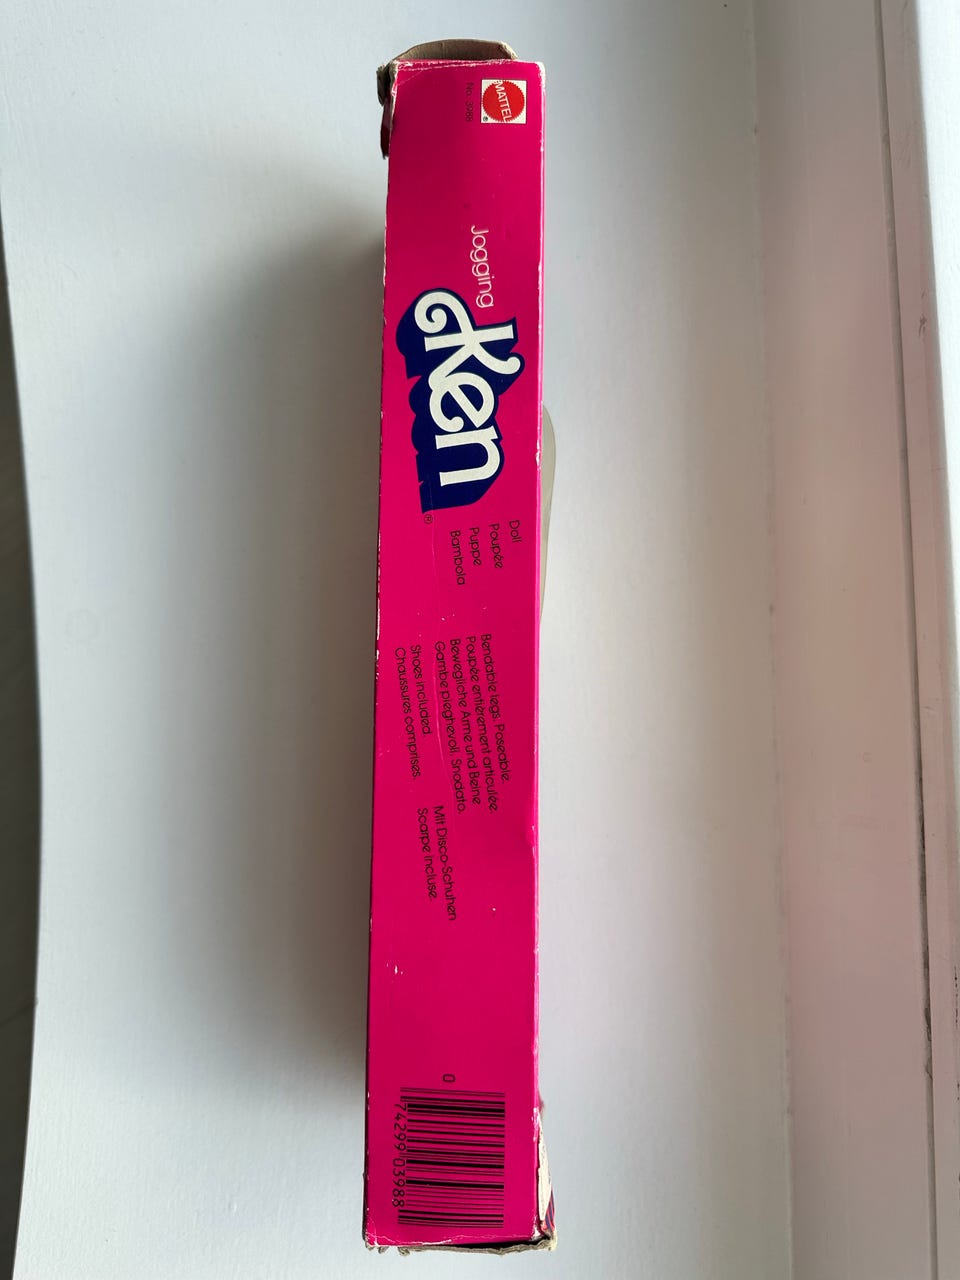 MATTEL
®
No. 3988
Jogging
Ken®
Doll
Poupée
Puppe
Bambola
Bendable legs. Poseable
Poupée entièrement articulée.
Bewegliche Arme und Beine
Gambe pieghevoli. Snodato.
Shoes included.
Chaussures comprises.
Mit Disco-Schuhen
Scarpe incluse.
0
74299 03988